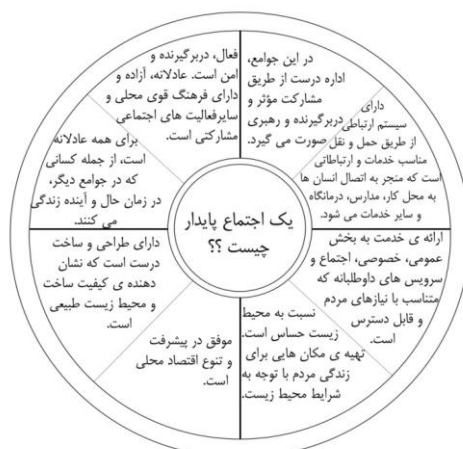 یک اجتماع پایدار
چیست ؟؟
در این جوامع،
اداره درست از طریق
مشارکت مؤثر و
دربرگیرنده و رهبری
صورت می گیرد.
دارای
سیستم ارتباطی
از طریق حمل و نقل
مناسب خدمات و ارتباطاتی
است که منجر به اتصال انسان ها
به محل کار، مدارس، درمانگاه
و سایر خدمات می شود.
ارائه ی خدمت به بخش
عمومی، خصوصی، اجتماع و
سرویس های داوطلبانه که
متناسب با نیازهای مردم
و قابل دسترس
است.
نسبت به محیط
زیست حساس است.
تهیه ی مکان هایی برای
زندگی مردم با توجه به
شرایط محیط زیست.
موفق در پیشرفت
و تنوع اقتصاد محلی
است.
دارای طراحی و ساخت
درست است که نشان
دهنده ی کیفیت ساخت
و محیط زیست طبیعی
است.
برای همه عادلانه
است، از جمله کسانی
که در جوامع دیگر،
در زمان حال و آینده زندگی
می کنند.
فعال، دربرگیرنده و
امن است. عادلانه، آزاده و
دارای فرهنگ قوی محلی و
سایرفعالیت های اجتماعی
مشارکتی است.